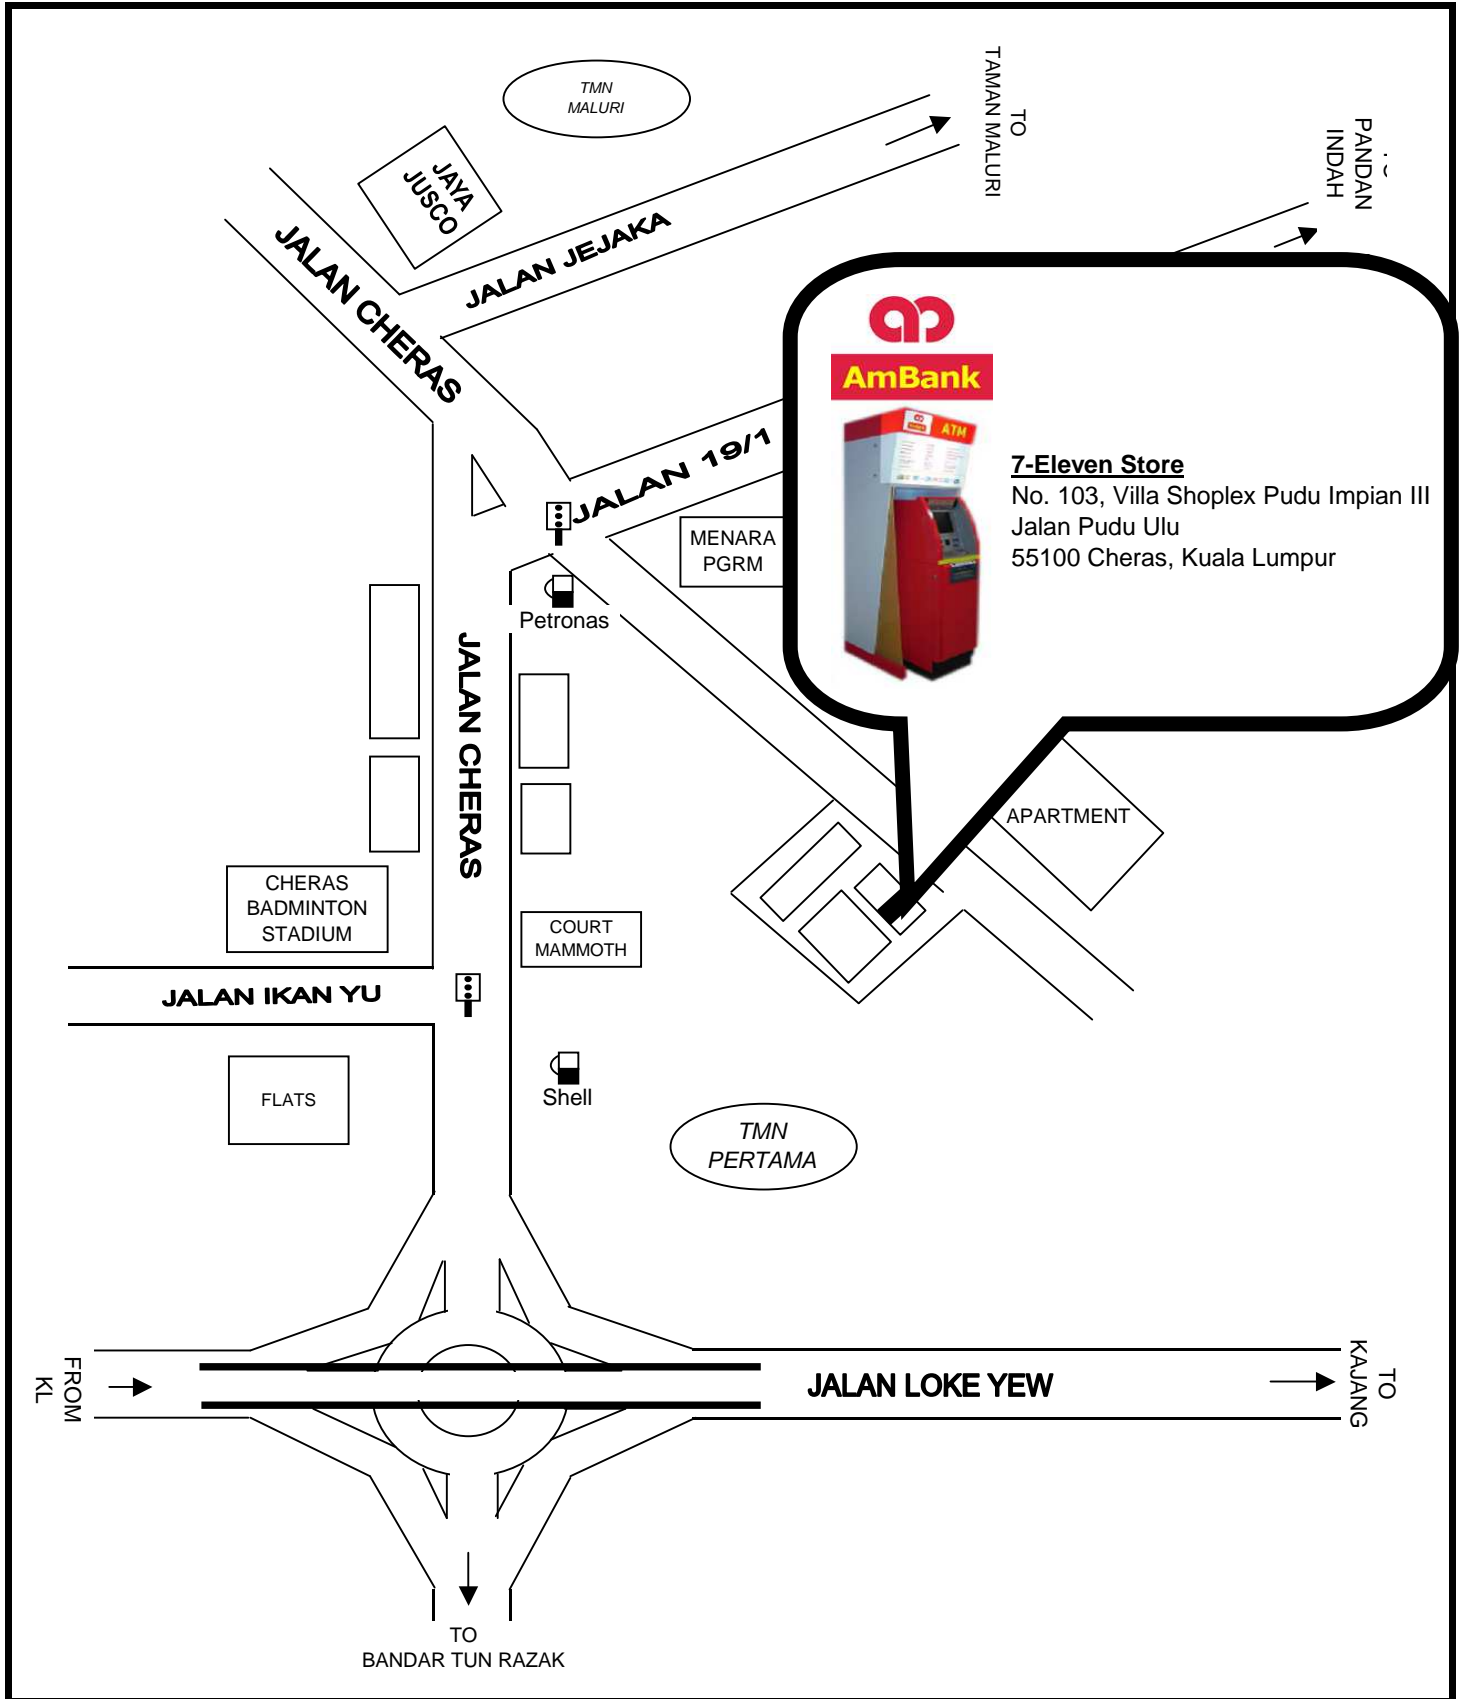 TMN
MALURI
TO
TAMAN MALURI
PANDAN
INDAH
JAYA
JUSCO
JALAN JEJAKA
JALAN CHERAS
AmBank
ATM
7-Eleven Store
No. 103, Villa Shoplex Pudu Impian III
Jalan Pudu Ulu
55100 Cheras, Kuala Lumpur
JALAN 19/1
MENARA
PGRM
Petronas
JALAN CHERAS
APARTMENT
CHERAS
BADMINTON
STADIUM
COURT
MAMMOTH
JALAN IKAN YU
FLATS
Shell
TMN
PERTAMA
FROM
KL
JALAN LOKE YEW
TO
KAJANG
TO
BANDAR TUN RAZAK